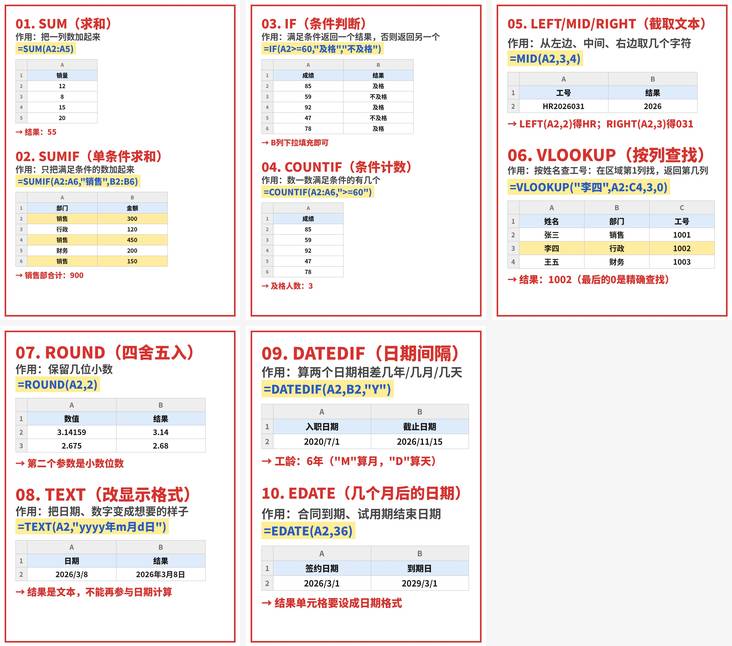 01. SUM（求和）
作用：把一列数加起来
=SUM(A2:A5)
A
1 销量
2 12
3 8
4 15
5 20
→ 结果：55
02. SUMIF（单条件求和）
作用：只把满足条件的数加起来
=SUMIF(A2:A6,"销售",B2:B6)
A B
1 部门 金额
2 销售 300
3 行政 120
4 销售 450
5 财务 200
6 销售 150
→ 销售部合计：900
03. IF（条件判断）
作用：满足条件返回一个结果，否则返回另一个
=IF(A2>=60,"及格","不及格")
A B
1 成绩 结果
2 85 及格
3 59 不及格
4 92 及格
5 47 不及格
6 78 及格
→ B列下拉填充即可
04. COUNTIF（条件计数）
作用：数一数满足条件的有几个
=COUNTIF(A2:A6,">=60")
A
1 成绩
2 85
3 59
4 92
5 47
6 78
→ 及格人数：3
05. LEFT/MID/RIGHT（截取文本）
作用：从左边、中间、右边取几个字符
=MID(A2,3,4)
A B
1 工号 结果
2 HR2026031 2026
→ LEFT(A2,2)得HR；RIGHT(A2,3)得031
06. VLOOKUP（按列查找）
作用：按姓名查工号：在区域第1列找，返回第几列
=VLOOKUP("李四",A2:C4,3,0)
A B C
1 姓名 部门 工号
2 张三 销售 1001
3 李四 行政 1002
4 王五 财务 1003
→ 结果：1002（最后的0是精确查找）
07. ROUND（四舍五入）
作用：保留几位小数
=ROUND(A2,2)
A B
1 数值 结果
2 3.14159 3.14
3 2.675 2.68
→ 第二个参数是小数位数
08. TEXT（改显示格式）
作用：把日期、数字变成想要的样子
=TEXT(A2,"yyyy年m月d日")
A B
1 日期 结果
2 2026/3/8 2026年3月8日
→ 结果是文本，不能再参与日期计算
09. DATEDIF（日期间隔）
作用：算两个日期相差几年/几月/几天
=DATEDIF(A2,B2,"Y")
A B
1 入职日期 截止日期
2 2020/7/1 2026/11/15
→ 工龄：6年（"M"算月，"D"算天）
10. EDATE（几个月后的日期）
作用：合同到期、试用期结束日期
=EDATE(A2,36)
A B
1 签约日期 到期日
2 2026/3/1 2029/3/1
→ 结果单元格要设成日期格式